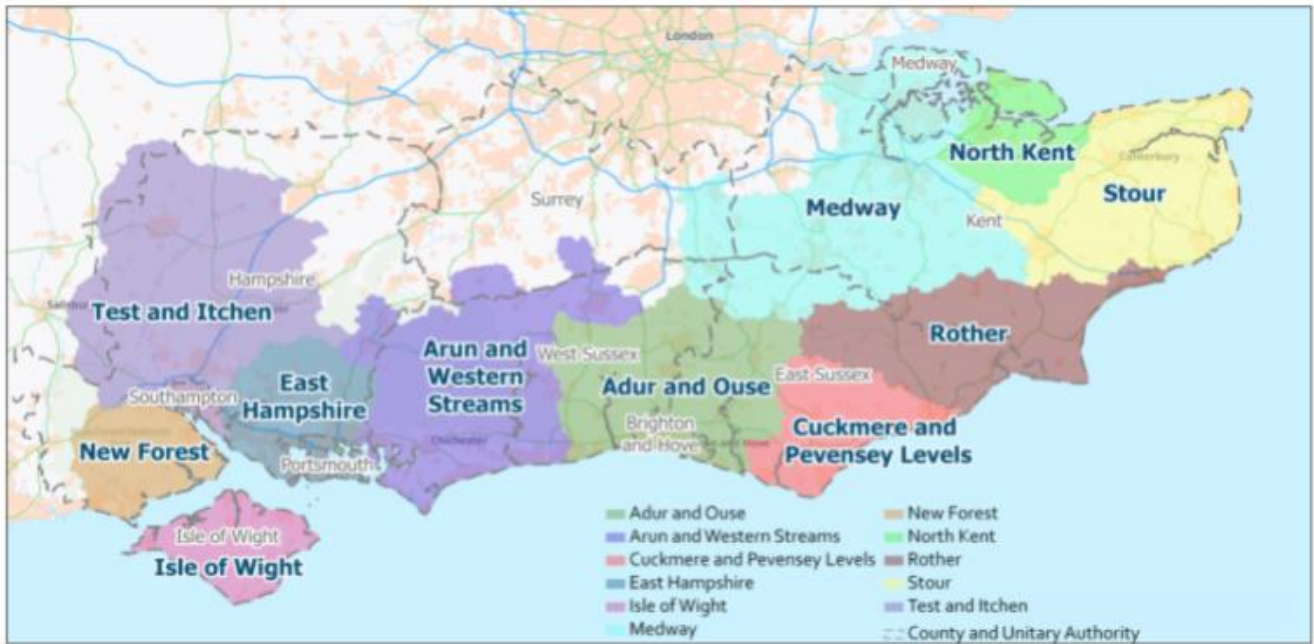 London
Medway
North Kent
Canterbury
Stour
Surrey
Medway
Kent
Hampshire
Test and Itchen
Rother
Arun and
Western
Streams
West Sussex
East
Hampshire
Adur and Ouse
East Sussex
Southampton
Brighton
and Hove
Cuckmere and
Pevensey Levels
New Forest
Chichester
Portsmouth
Isle of Wight
Isle of Wight
Adur and Ouse
Arun and Western Streams
Cuckmere and Pevensey Levels
East Hampshire
Isle of Wight
Medway
New Forest
North Kent
Rother
Stour
Test and Itchen
County and Unitary Authority